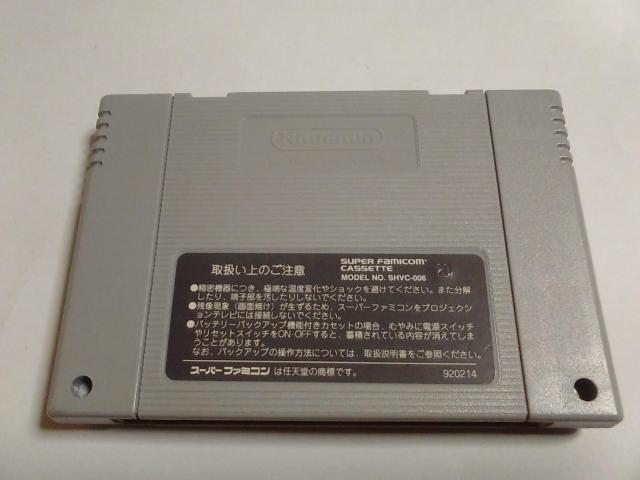 Nintendo
取扱い上のご注意
SUPER FAMICOM
CASSETTE
MODEL NO. SHVC-006
●精密機器につき、極端な温度変化やショックを避けてください。また分解
したり、端子部を汚したりしないでください。
●残像現象（画面焼け）が生ずるため、スーパーファミコンをプロジェクシ
ョンテレビには接続しないでください。
●バッテリーバックアップ機能付きカセットの場合、むやみに電源スイッチ
やリセットスイッチをON·OFFすると、蓄積されている内容が消えてしま
うことがあります。
なお、バックアップの操作方法については、取扱説明書をご参照ください。
スーパーファミコン は任天堂の商標です。
920214